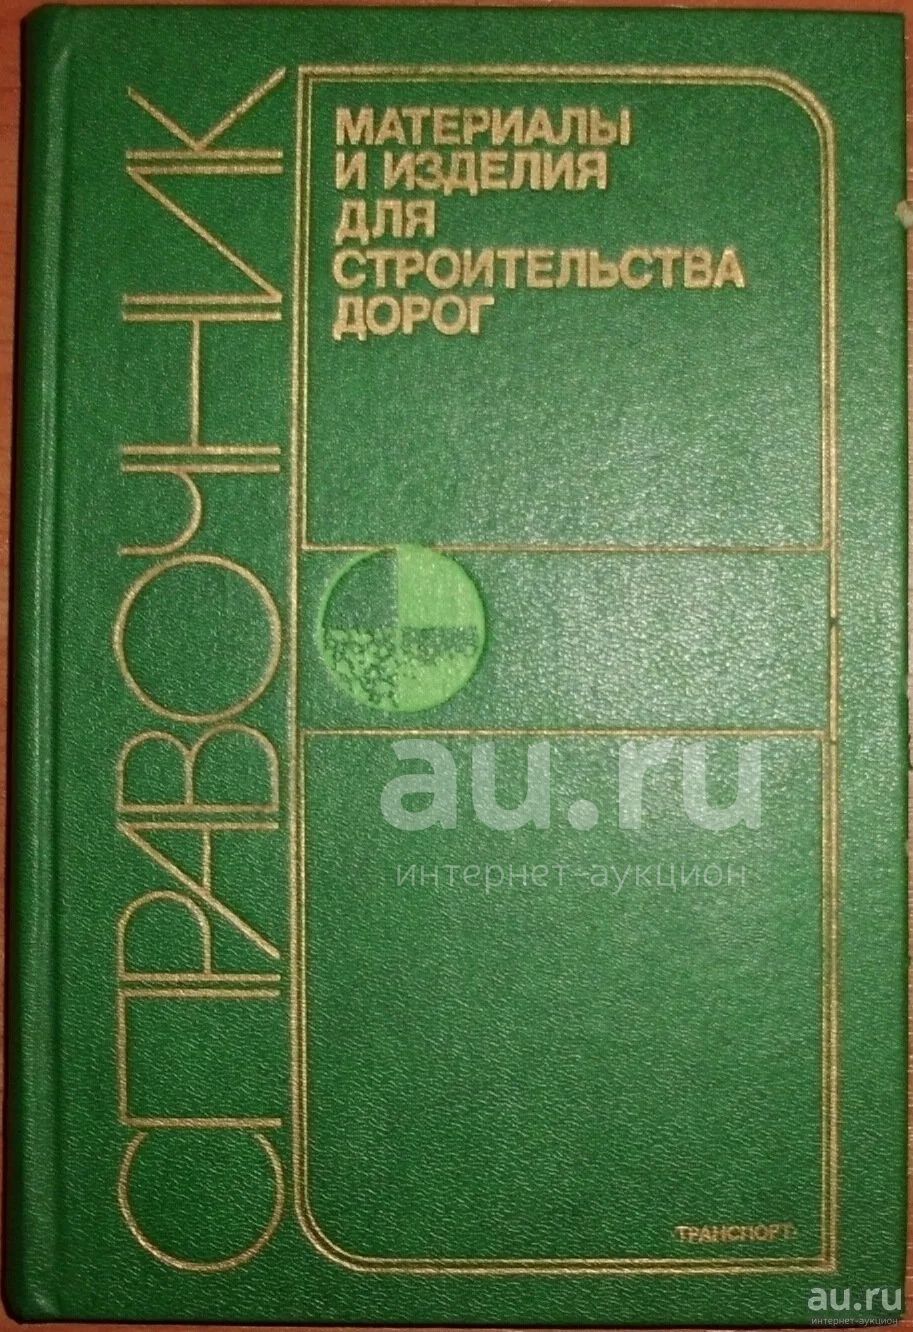 СПРАВОЧНИК
МАТЕРИАЛЫ
И ИЗДЕЛИЯ
ДЛЯ
СТРОИТЕЛЬСТВА
ДОРОГ
au.ru
интернет-аукцион
·ТРАНСПОРТ·
au.ru
интернет-аукцион